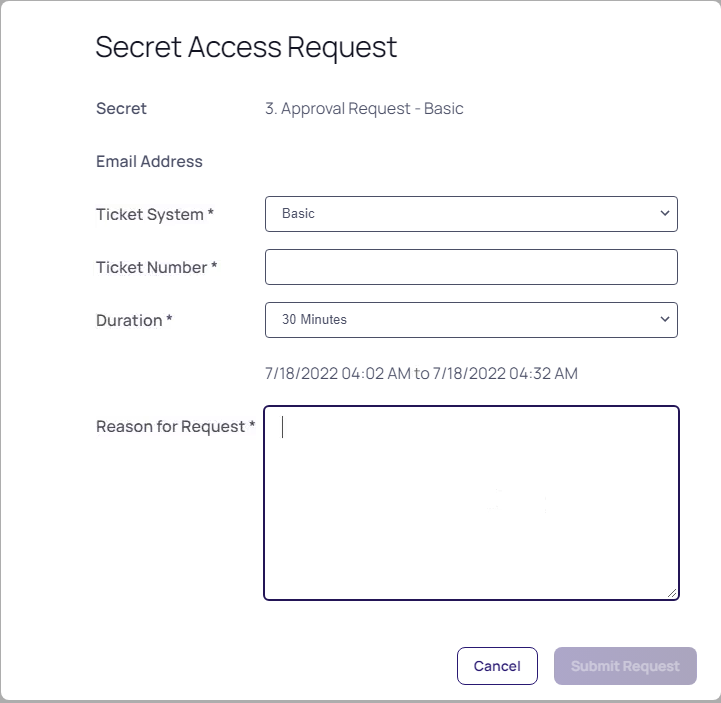 Secret Access Request
Secret 3. Approval Request - Basic
Email Address
Ticket System * Basic
Ticket Number *
Duration * 30 Minutes
7/18/2022 04:02 AM to 7/18/2022 04:32 AM
Reason for Request *
Cancel Submit Request